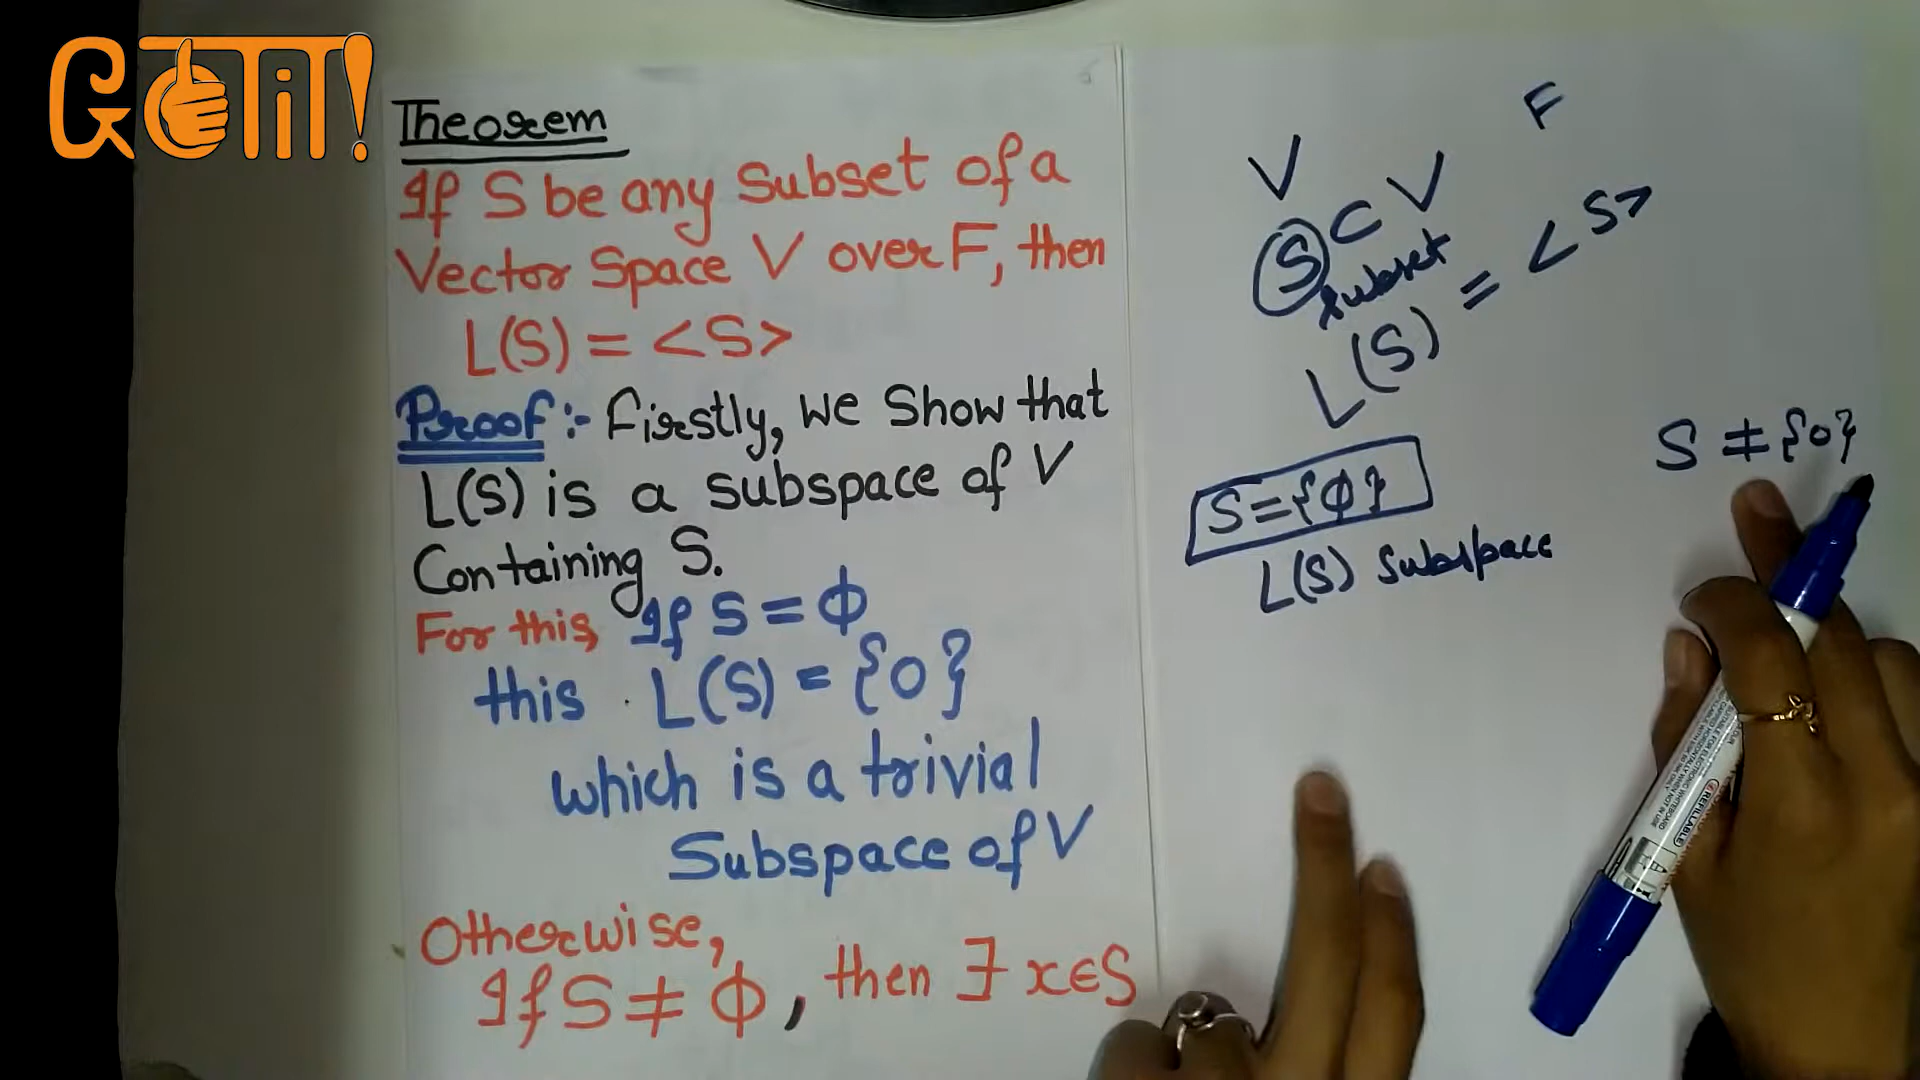 GOTiT!
Theorem
If S be any Subset of a
Vector Space V over F, then
L(S) = <S>
Proof :- Firstly, we Show that
L(S) is a subspace of V
Containing S.
For this, If S = ϕ
this L(S) = {0}
which is a trivial
Subspace of V
Otherwise,
If S ≠ ϕ, then ∃ x∈S
F
V
S ⊂ V
subset
L(S) = <S>
S ≠ {0}
S = {ϕ}
L(S) Subspace
REFILLABLE